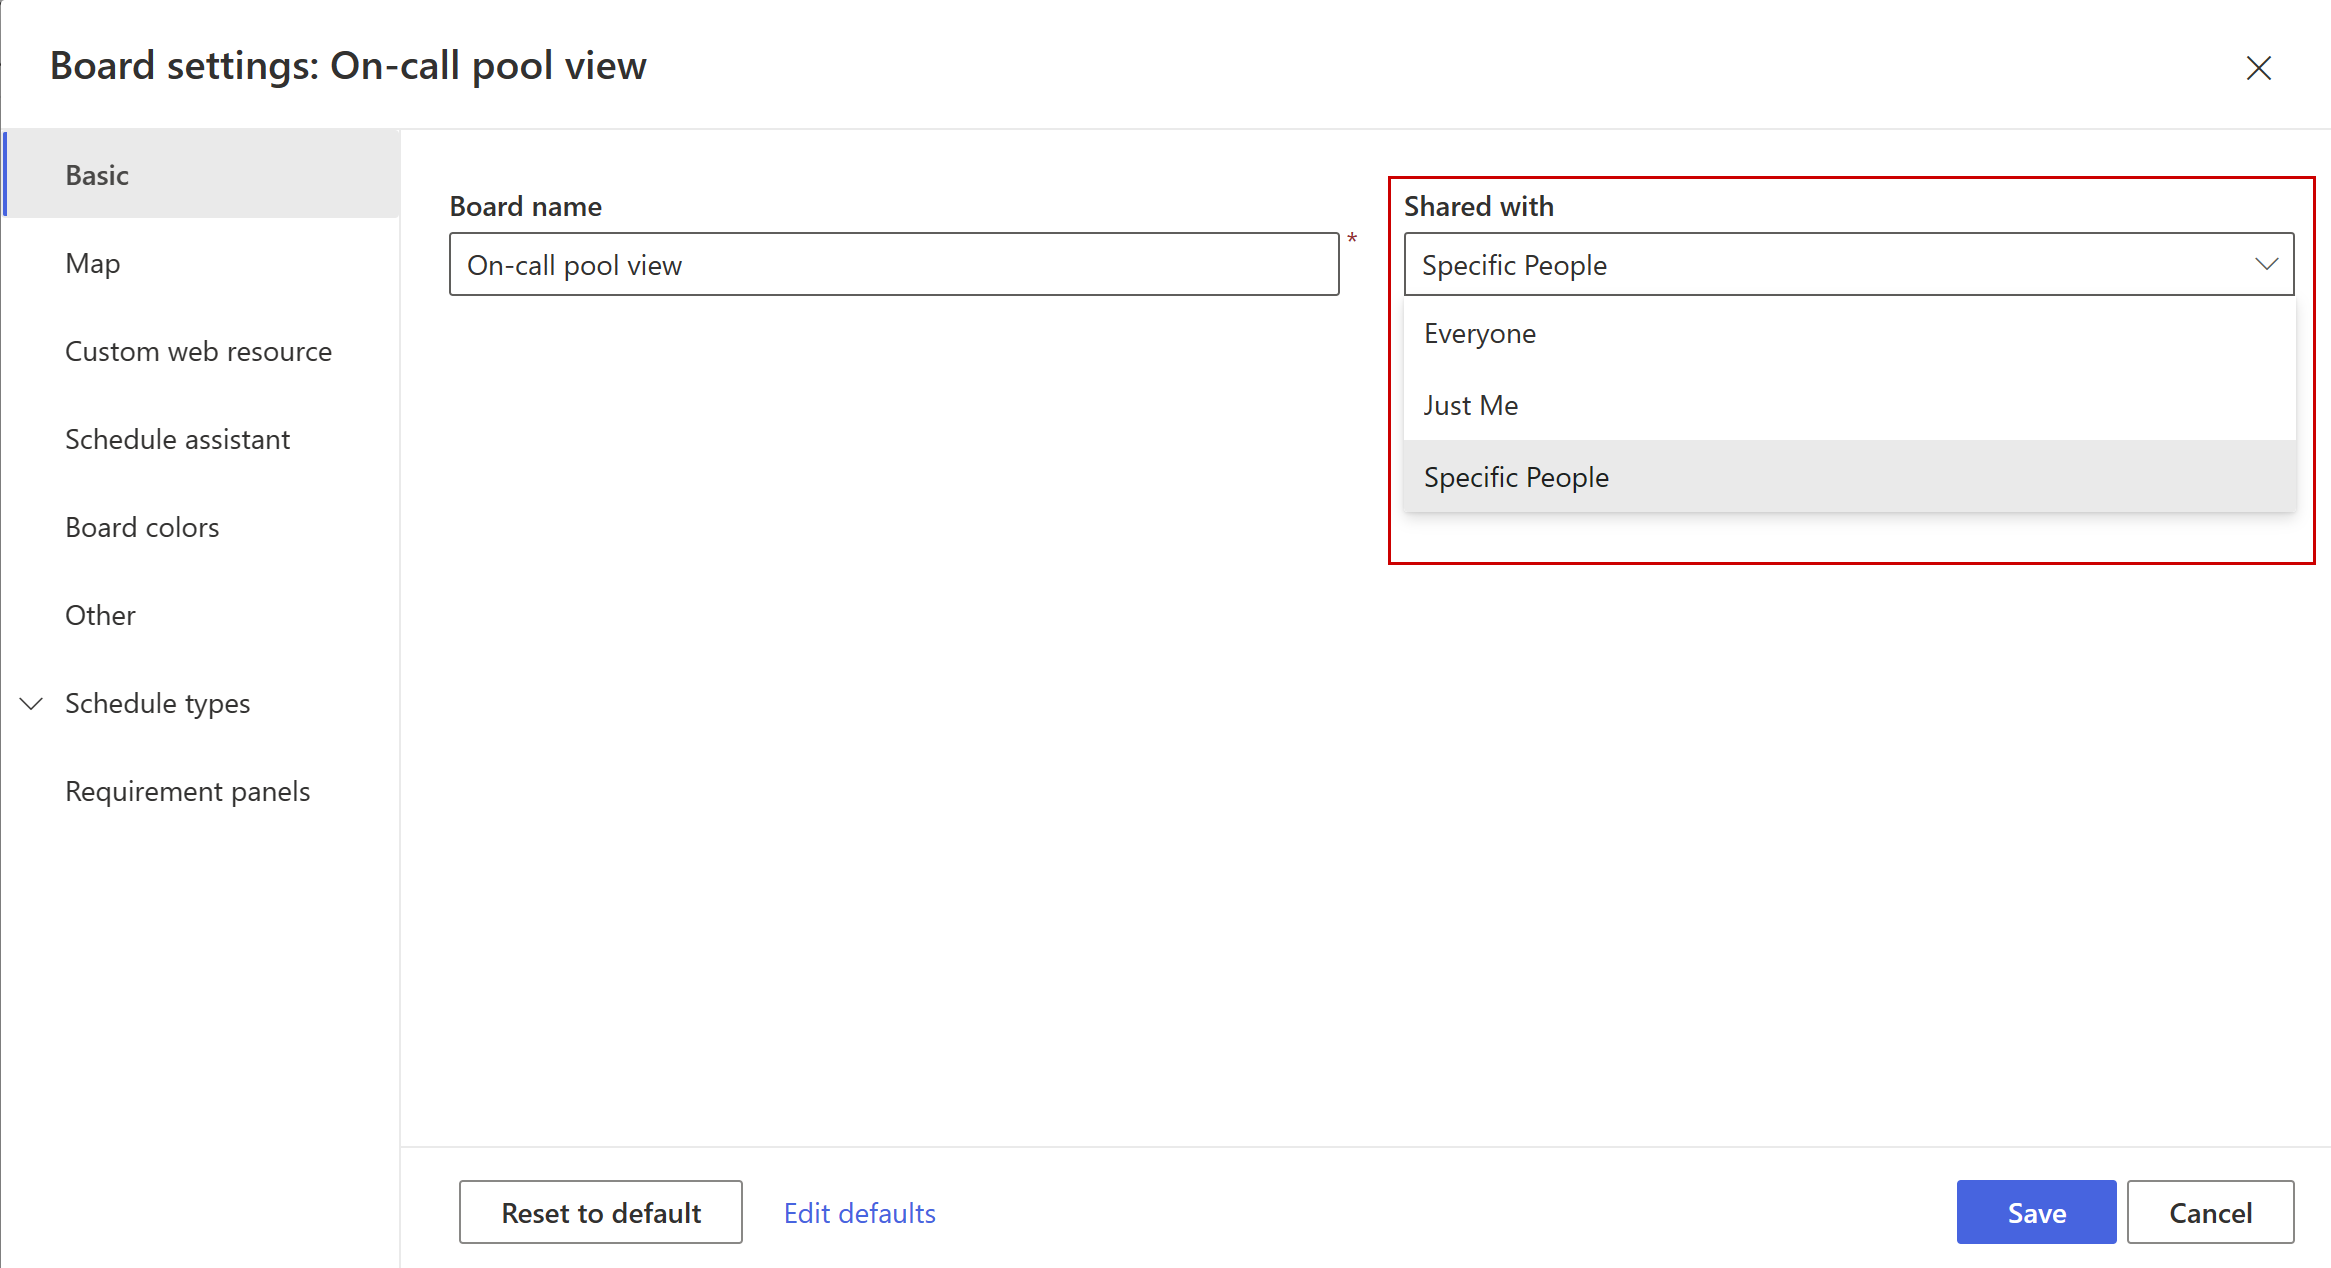 Board settings: On-call pool view
Basic
Map
Custom web resource
Schedule assistant
Board colors
Other
Schedule types
Requirement panels
Board name
On-call pool view
*
Shared with
Specific People
Everyone
Just Me
Specific People
Reset to default
Edit defaults
Save
Cancel